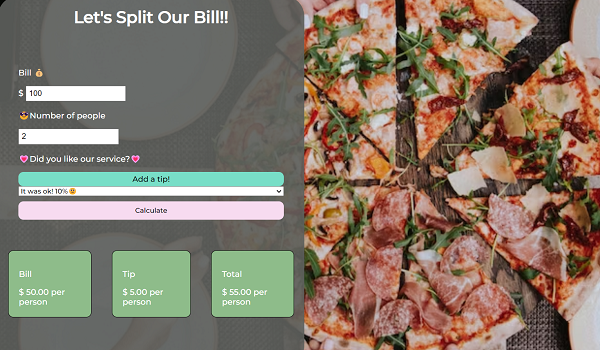 Let's Split Our Bill!!
Bill 💰
$ 100
😎Number of people
2
💗Did you like our service?💗
Add a tip!
It was ok! 10%🙂
Calculate
Bill
$ 50.00 per
person
Tip
$ 5.00 per
person
Total
$ 55.00 per
person